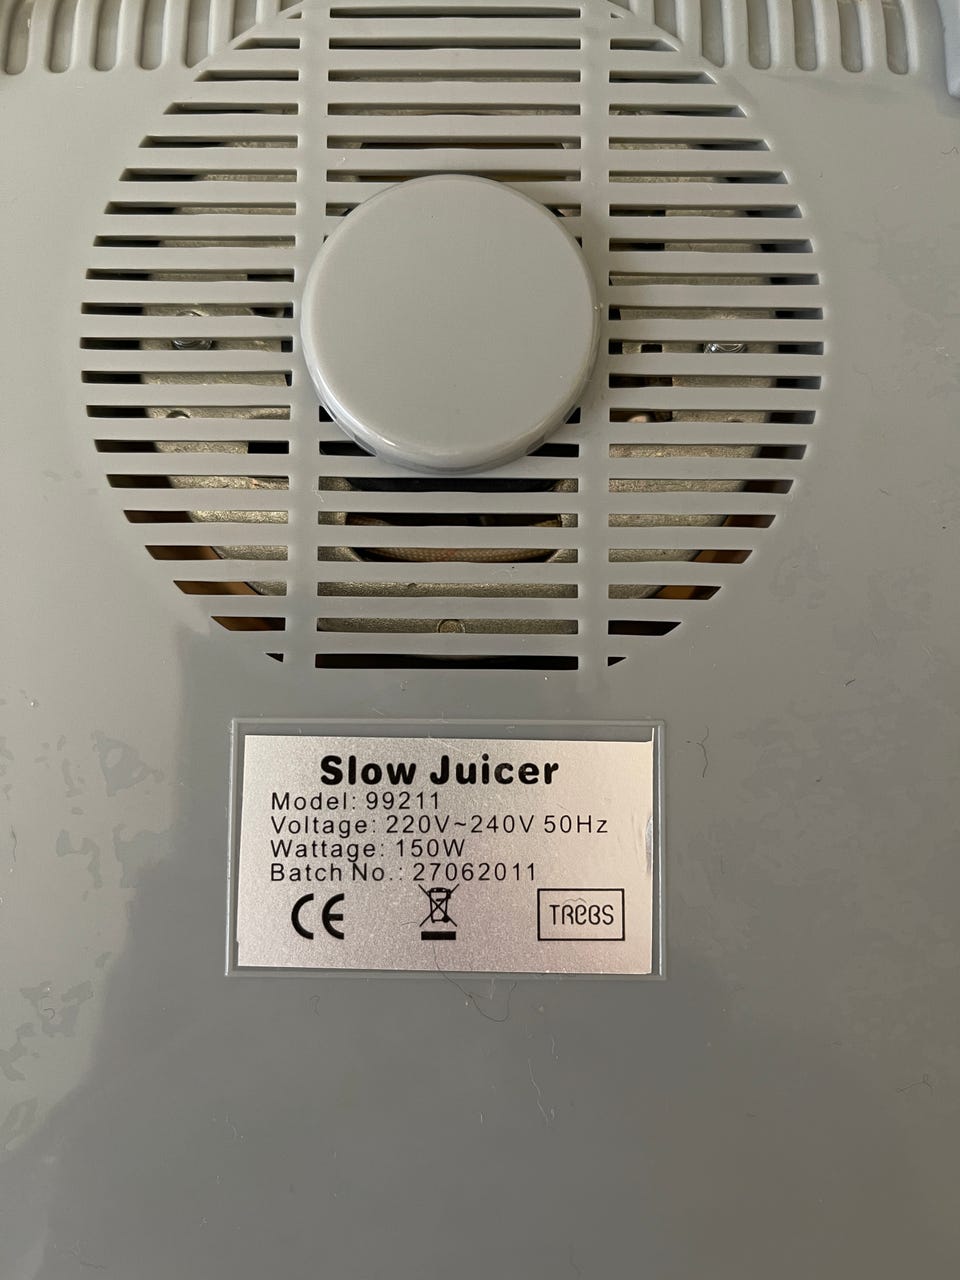 Slow Juicer
Model: 99211
Voltage: 220V~240V 50Hz
Wattage: 150W
Batch No.: 27062011
CE
TREBS